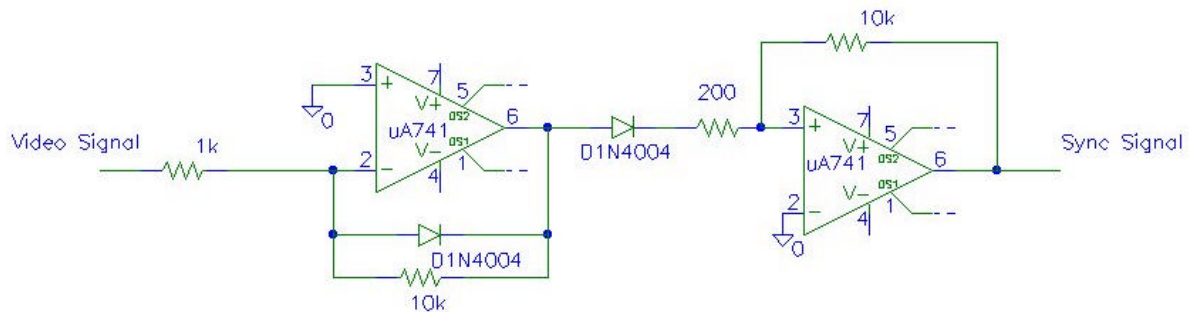 Video Signal
1k
3
+
7
V+
5
OS2
uA741
6
OS1
V-
2
-
4
1
0
D1N4004
10k
D1N4004
200
10k
3
+
7
V+
5
OS2
uA741
6
OS1
V-
2
-
4
1
0
Sync Signal